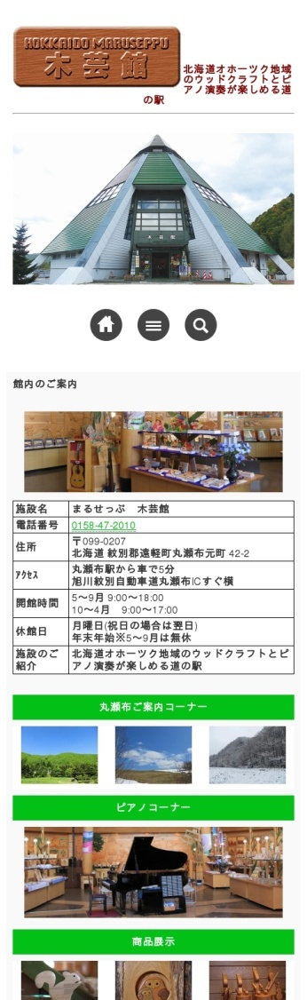 HOKKAIDO MARUSEPPU
木芸館
北海道オホーツク地域
のウッドクラフトとピ
アノ演奏が楽しめる道
の駅
木芸館
館内のご案内
施設名 まるせっぷ 木芸館
電話番号 0158-47-2010
住所 〒099-0207
北海道 紋別郡遠軽町丸瀬布元町 42-2
ｱｸｾｽ 丸瀬布駅から車で5分
旭川紋別自動車道丸瀬布ICすぐ横
開館時間 5～9月 9:00～18:00
10～4月 9:00～17:00
休館日 月曜日(祝日の場合は翌日)
年末年始※5～9月は無休
施設のご
紹介
北海道オホーツク地域のウッドクラフトとピ
アノ演奏が楽しめる道の駅
丸瀬布ご案内コーナー
ピアノコーナー
商品展示